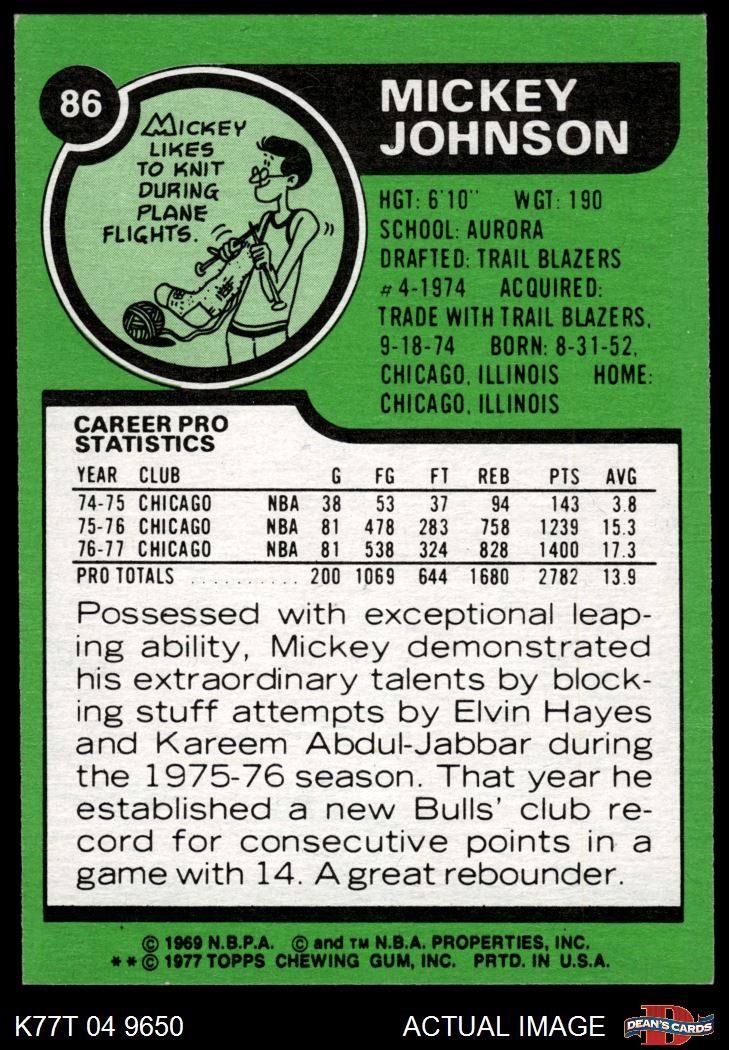 86
MICKEY
JOHNSON
MICKEY
LIKES
TO KNIT
DURING
PLANE
FLIGHTS.
HGT: 6'10" WGT: 190
SCHOOL: AURORA
DRAFTED: TRAIL BLAZERS
#4-1974 ACQUIRED:
TRADE WITH TRAIL BLAZERS,
9-18-74 BORN: 8-31-52,
CHICAGO, ILLINOIS HOME:
CHICAGO, ILLINOIS
CAREER PRO
STATISTICS
YEAR CLUB G FG FT REB PTS AVG
74-75 CHICAGO NBA 38 53 37 94 143 3.8
75-76 CHICAGO NBA 81 478 283 758 1239 15.3
76-77 CHICAGO NBA 81 538 324 828 1400 17.3
PRO TOTALS .......... 200 1069 644 1680 2782 13.9
Possessed with exceptional leap-
ing ability, Mickey demonstrated
his extraordinary talents by block-
ing stuff attempts by Elvin Hayes
and Kareem Abdul-Jabbar during
the 1975-76 season. That year he
established a new Bulls' club re-
cord for consecutive points in a
game with 14. A great rebounder.
© 1969 N.B.P.A. © and TM N.B.A. PROPERTIES, INC.
**© 1977 TOPPS CHEWING GUM, INC. PRTD. IN U.S.A.
K77T 04 9650 ACTUAL IMAGE
DEAN'S CARDS